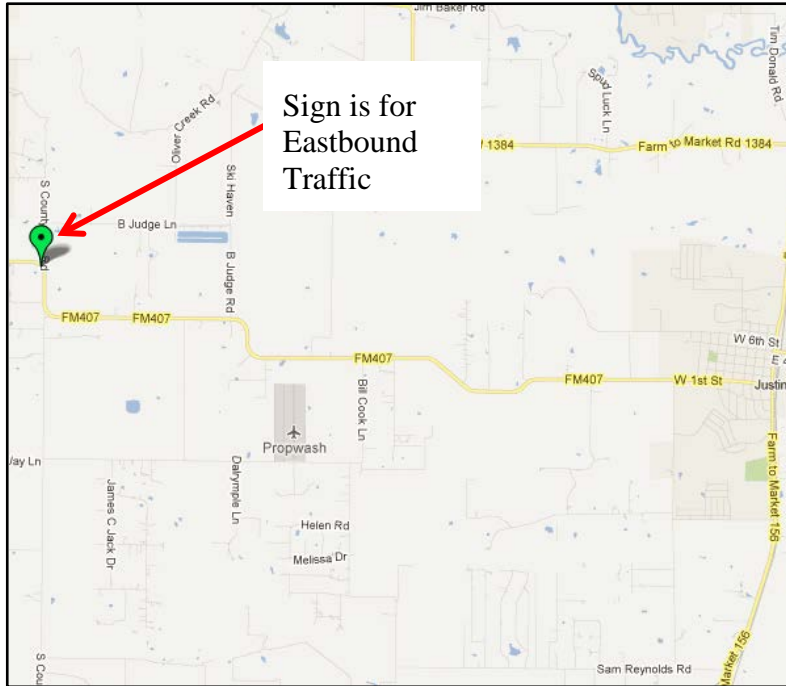 Jim Baker Rd
Tim Donald Rd
Spud Luck Ln
Oliver Creek Rd
Sign is for
Eastbound
Traffic
1384
Farm to Market Rd 1384
Ski Haven
S County
Rd
B Judge Ln
B Judge Rd
FM407
FM407
FM407
FM407
W 6th St
E 4
W 1st St
Justin
Bill Cook Ln
Propwash
Way Ln
Dalrymple Ln
James C Jack Dr
Helen Rd
Melissa Dr
Farm to Market 156
S Cou
Sam Reynolds Rd
Market 156